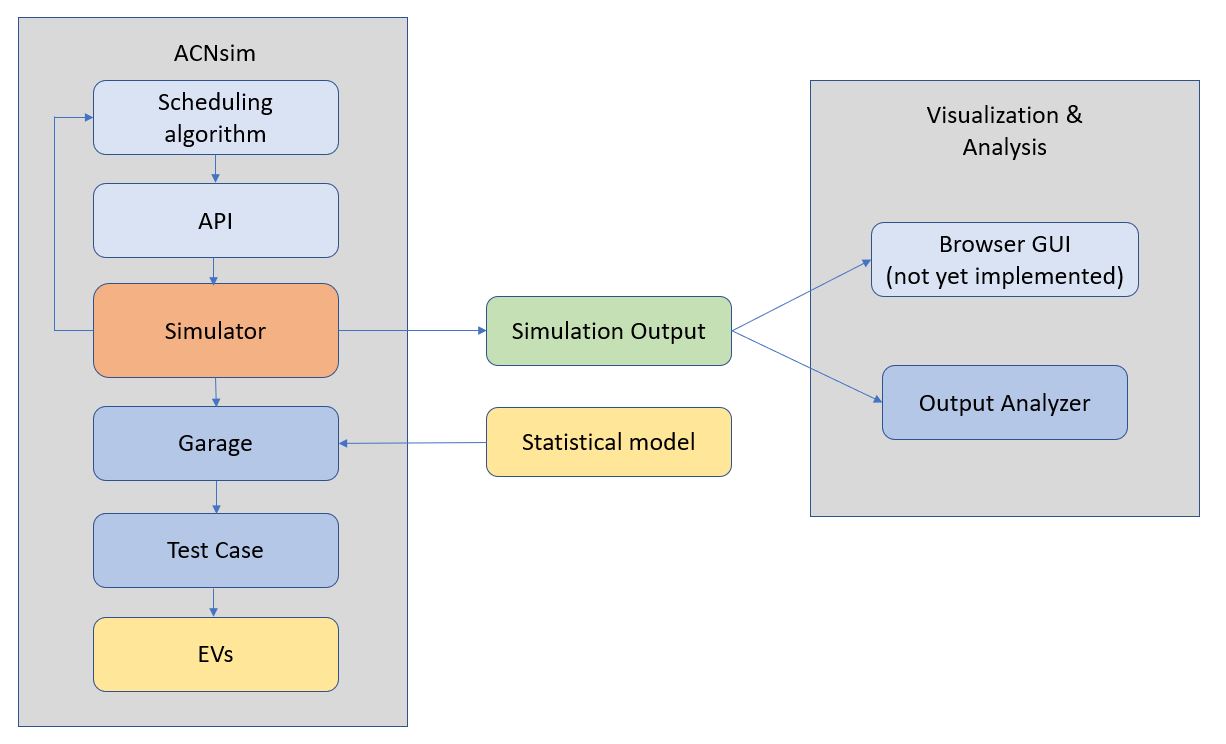 ACNsim
Scheduling
algorithm
API
Simulator
Garage
Test Case
EVs
Simulation Output
Statistical model
Visualization &
Analysis
Browser GUI
(not yet implemented)
Output Analyzer